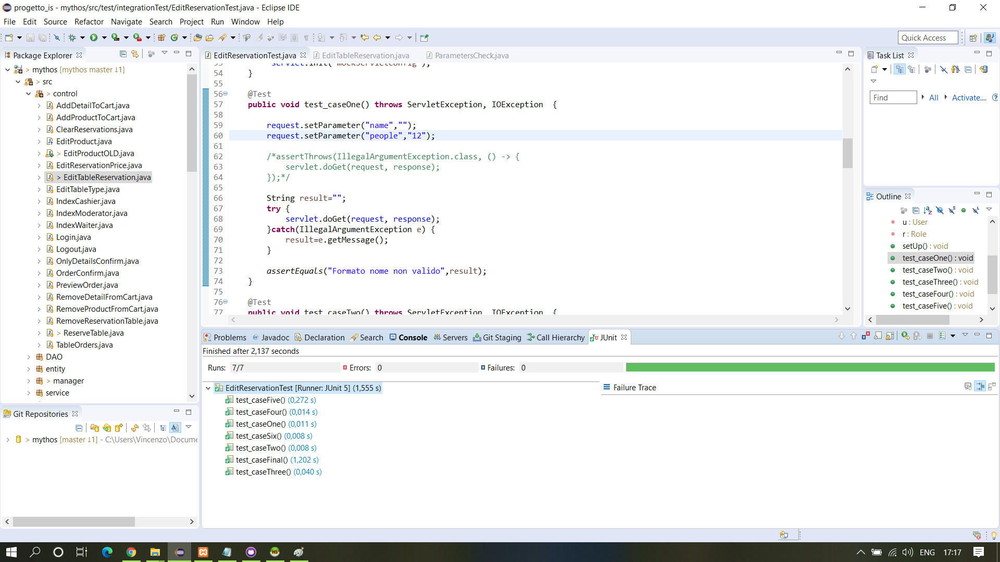 progetto_is - mythos/src/test/integrationTest/EditReservationTest.java - Eclipse IDE
File Edit Source Refactor Navigate Search Project Run Window Help
Quick Access
Package Explorer
> mythos [mythos master ↓1]
> src
> control
AddDetailToCart.java
AddProductToCart.java
ClearReservations.java
EditProduct.java
> EditProductOLD.java
EditReservationPrice.java
> EditTableReservation.java
EditTableType.java
IndexCashier.java
IndexModerator.java
IndexWaiter.java
Login.java
Logout.java
OnlyDetailsConfirm.java
OrderConfirm.java
PreviewOrder.java
RemoveDetailFromCart.java
RemoveProductFromCart.java
RemoveReservationTable.java
> ReserveTable.java
TableOrders.java
DAO
entity
> manager
service
Git Repositories
> mythos [master ↓1] - C:\Users\Vincenzo\Docume
EditReservationTest.java EditTableReservation.java ParametersCheck.java
53 servlet.init("mockServletConfig");
54 }
55
56 @Test
57 public void test_caseOne() throws ServletException, IOException {
58
59 request.setParameter("name","");
60 request.setParameter("people","12");
61
62 /*assertThrows(IllegalArgumentException.class, () -> {
63 servlet.doGet(request, response);
64 });*/
65
66 String result="";
67 try {
68 servlet.doGet(request, response);
69 }catch(IllegalArgumentException e) {
70 result=e.getMessage();
71 }
72
73 assertEquals("Formato nome non valido",result);
74 }
75
76 @Test
77 public void test_caseTwo() throws ServletException, IOException {
Task List
Find All Activate...
Outline
u : User
r : Role
setUp() : void
test_caseOne() : void
test_caseTwo() : void
test_caseThree() : void
test_caseFour() : void
test_caseFive() : void
Problems @ Javadoc Declaration Search Console Servers Git Staging Call Hierarchy JUnit
Finished after 2,137 seconds
Runs: 7/7 Errors: 0 Failures: 0
EditReservationTest [Runner: JUnit 5] (1,555 s)
test_caseFive() (0,272 s)
test_caseFour() (0,014 s)
test_caseOne() (0,011 s)
test_caseSix() (0,008 s)
test_caseTwo() (0,008 s)
test_caseFinal() (1,202 s)
test_caseThree() (0,040 s)
Failure Trace
ENG 17:17